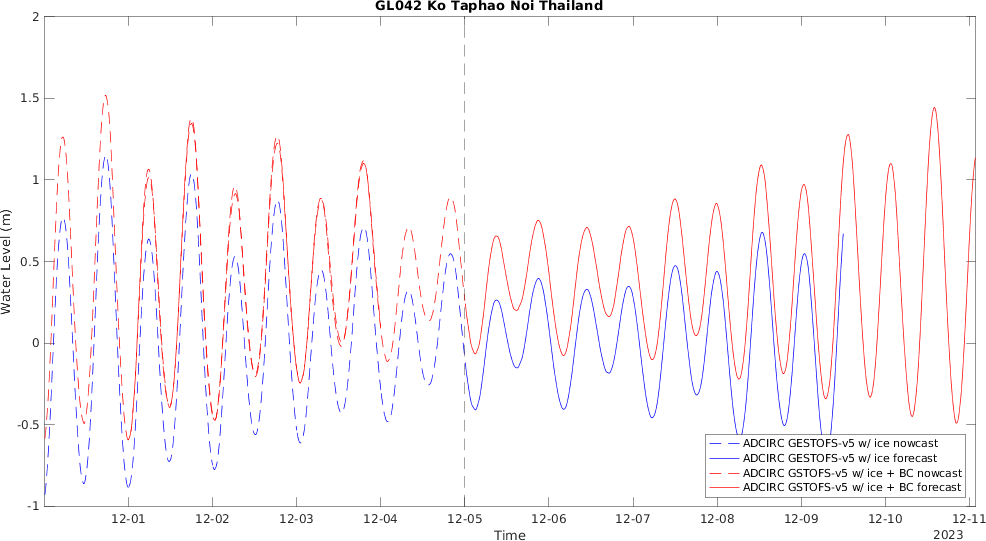 GL042 Ko Taphao Noi Thailand
2
1.5
1
0.5
0
-0.5
-1
Water Level (m)
12-01 12-02 12-03 12-04 12-05 12-06 12-07 12-08 12-09 12-10 12-11
Time
2023
ADCIRC GESTOFS-v5 w/ ice nowcast
ADCIRC GESTOFS-v5 w/ ice forecast
ADCIRC GSTOFS-v5 w/ ice + BC nowcast
ADCIRC GSTOFS-v5 w/ ice + BC forecast